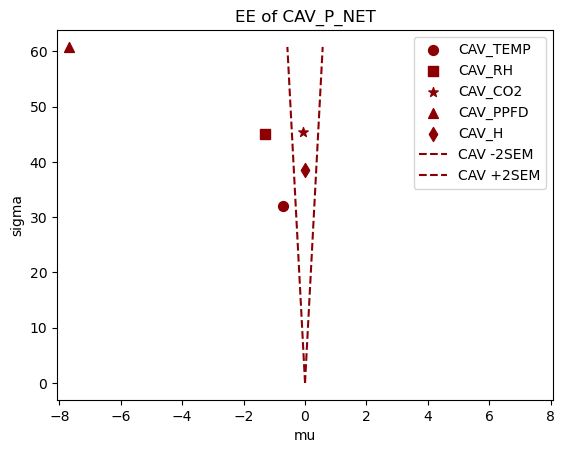 EE of CAV_P_NET
CAV_TEMP
CAV_RH
CAV_CO2
CAV_PPFD
CAV_H
CAV -2SEM
CAV +2SEM
sigma
60
50
40
30
20
10
0
−8 −6 −4 −2 0 2 4 6 8
mu